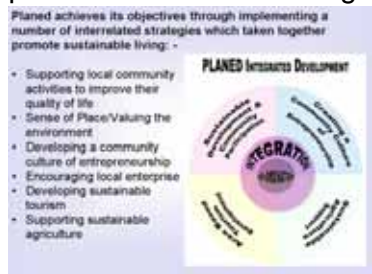 Planed achieves its objectives through implementing a
number of interrelated strategies which taken together
promote sustainable living: -
• Supporting local community
activities to improve their
quality of life
• Sense of Place/Valuing the
environment
• Developing a community
culture of entrepreneurship
• Encouraging local enterprise
• Developing sustainable
tourism
• Supporting sustainable
agriculture
PLANED INTEGRATED DEVELOPMENT
INTEGRATION